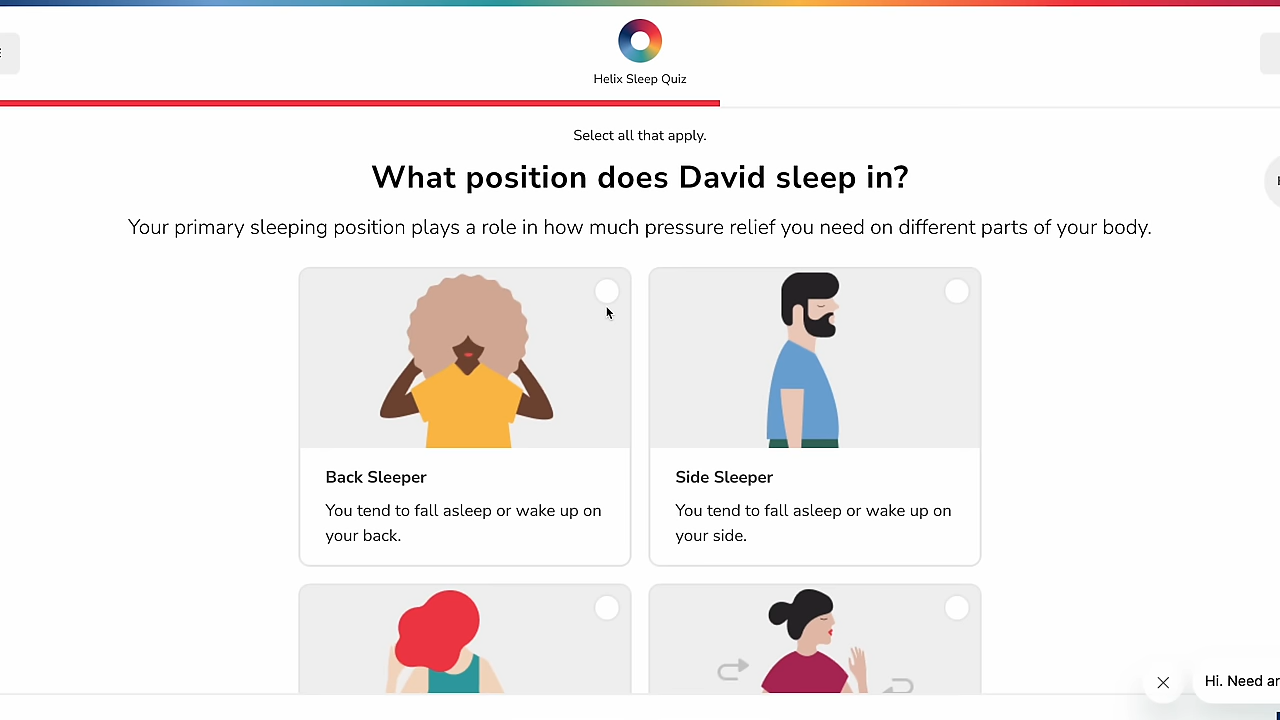 Helix Sleep Quiz
Select all that apply.
What position does David sleep in?
Your primary sleeping position plays a role in how much pressure relief you need on different parts of your body.
Back Sleeper
You tend to fall asleep or wake up on
your back.
Side Sleeper
You tend to fall asleep or wake up on
your side.
Hi. Need